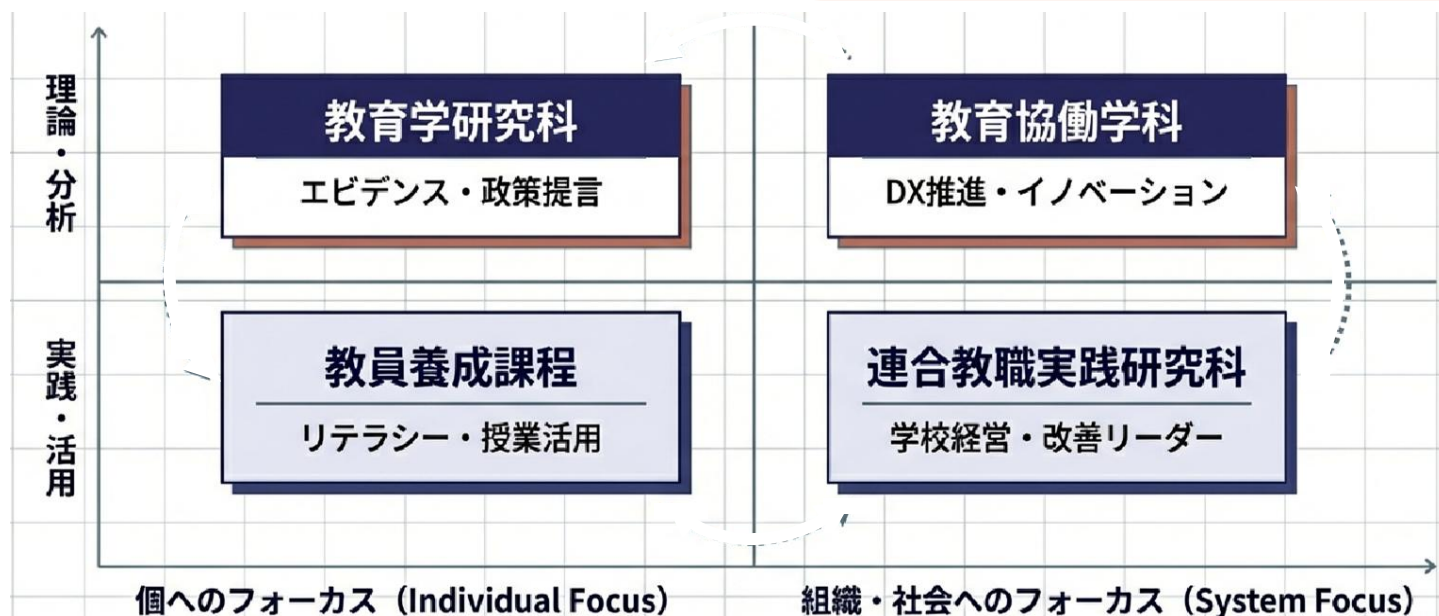 理論・分析
教育学研究科
エビデンス・政策提言
教育協働学科
DX推進・イノベーション
実践・活用
教員養成課程
リテラシー・授業活用
連合教職実践研究科
学校経営・改善リーダー
個へのフォーカス（Individual Focus）
組織・社会へのフォーカス（System Focus）